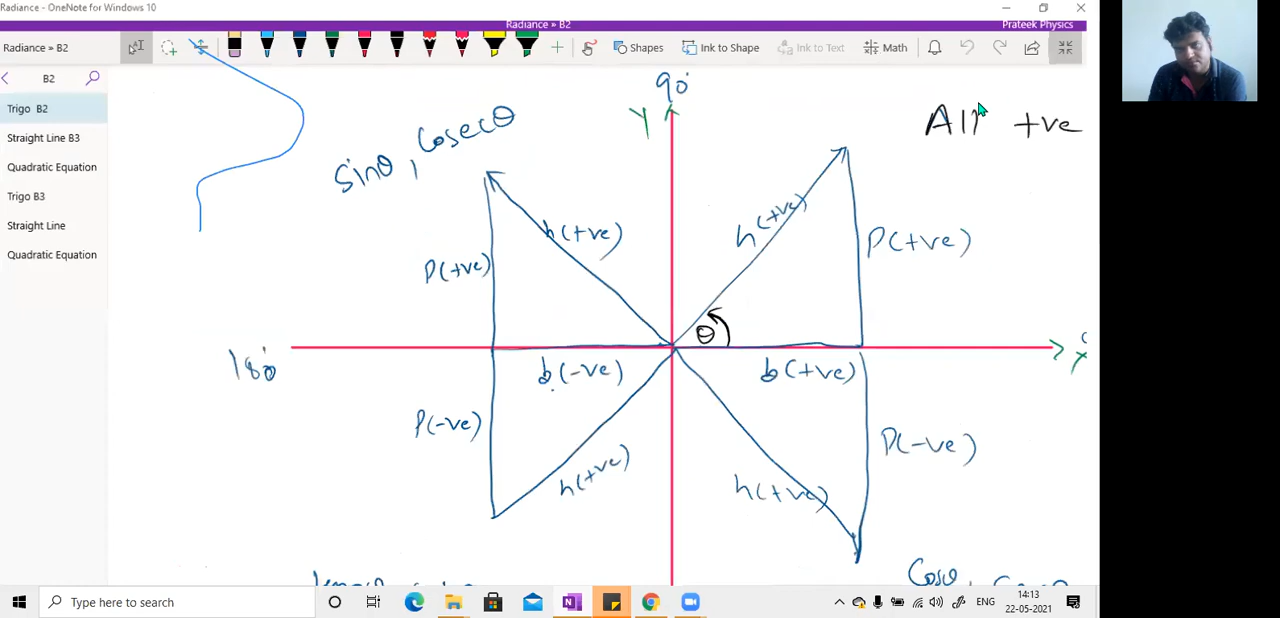 Radiance - OneNote for Windows 10
Radiance » B2
Prateek Physics
Radiance » B2
Shapes
Ink to Shape
Ink to Text
Math
B2
Trigo B2
Straight Line B3
Quadratic Equation
Trigo B3
Straight Line
Quadratic Equation
90°
Y
All +ve
sinθ, cosecθ
h(+ve)
h(+ve)
P(+ve)
P(+ve)
θ
180°
X
b(-ve)
b(+ve)
P(-ve)
P(-ve)
h(+ve)
h(+ve)
Cosθ,
Type here to search
ENG
14:13
22-05-2021